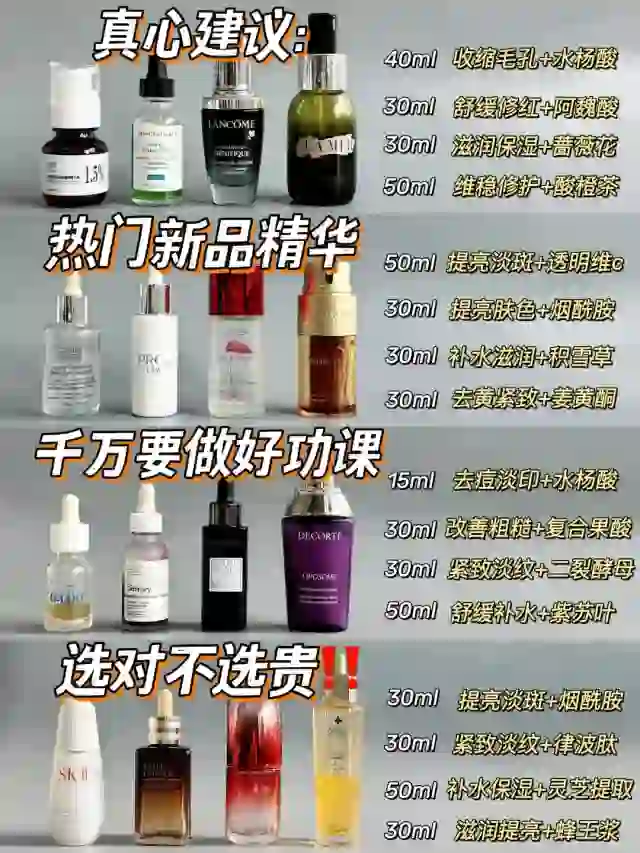 真心建议:
40ml 收缩毛孔+水杨酸
30ml 舒缓修红+阿魏酸
30ml 滋润保湿+蔷薇花
50ml 维稳修护+酸橙茶
1.5%
LANCÔME
热门新品精华
50ml 提亮淡斑+透明维c
30ml 提亮肤色+烟酰胺
30ml 补水滋润+积雪草
30ml 去黄紧致+姜黄酮
千万要做好功课
15ml 去痘淡印+水杨酸
30ml 改善粗糙+复合果酸
30ml 紧致淡纹+二裂酵母
50ml 舒缓补水+紫苏叶
DECORTÉ
LIPOSOME
选对不选贵‼️
30ml 提亮淡斑+烟酰胺
30ml 紧致淡纹+律波肽
50ml 补水保湿+灵芝提取
30ml 滋润提亮+蜂王浆
SK-II